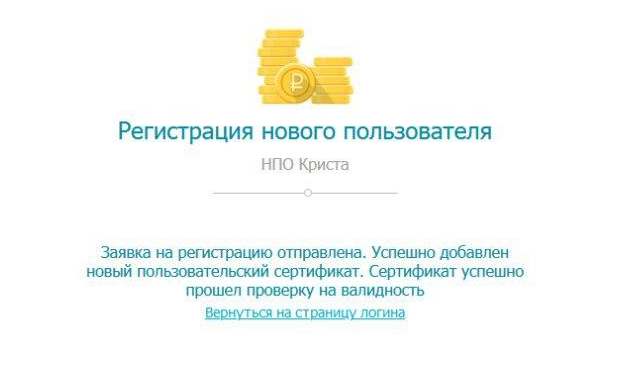 Регистрация нового пользователя
НПО Криста
Заявка на регистрацию отправлена. Успешно добавлен
новый пользовательский сертификат. Сертификат успешно
прошел проверку на валидность
Вернуться на страницу логина